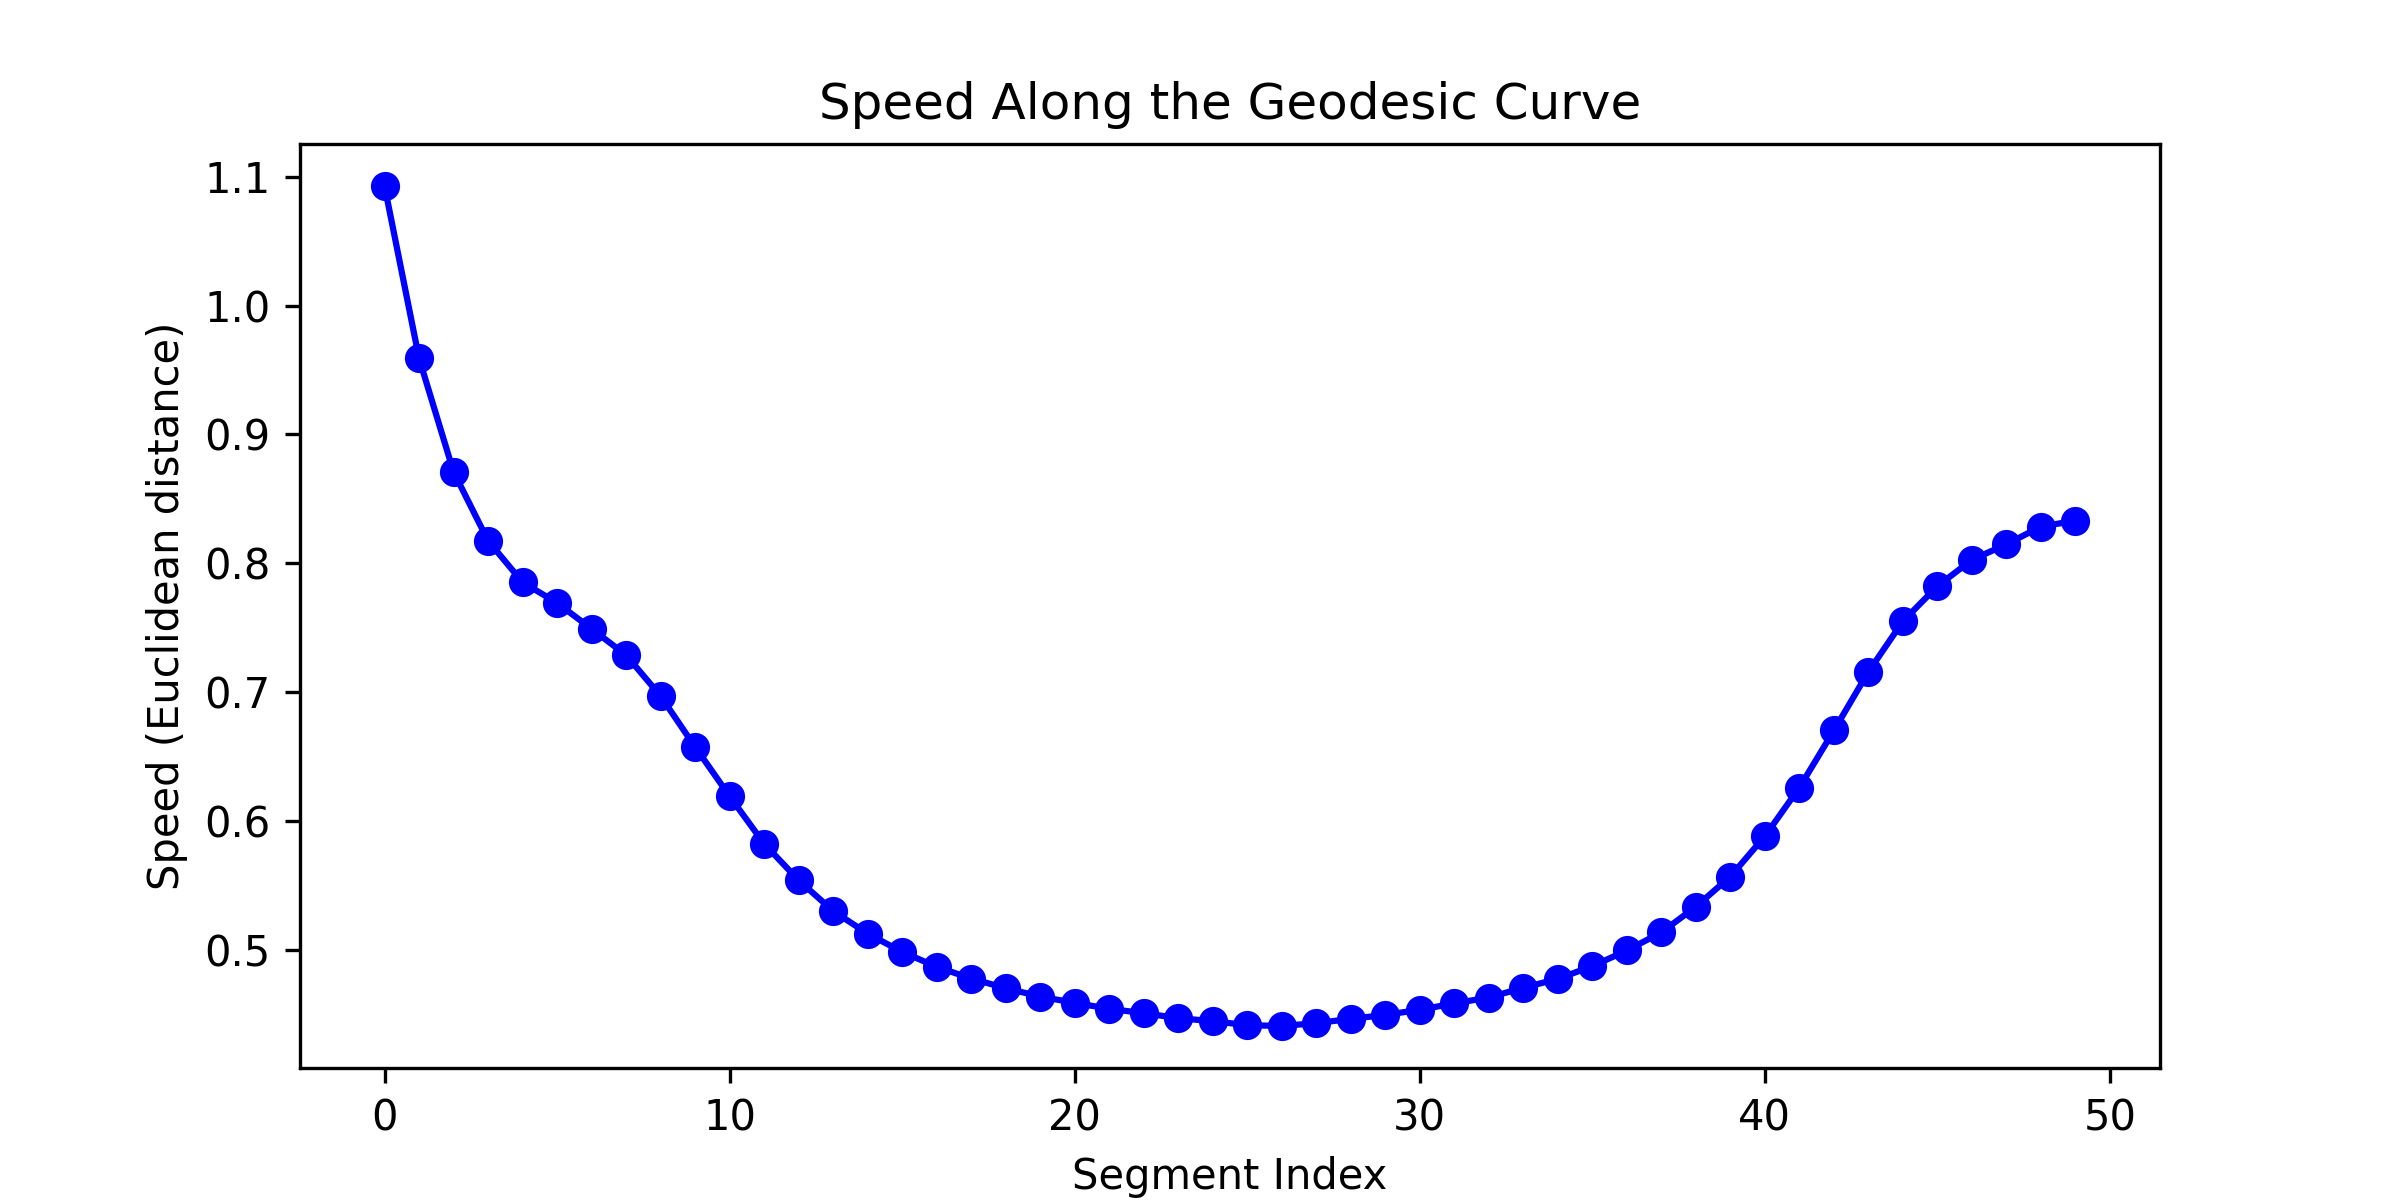 Speed Along the Geodesic Curve
1.1
1.0
0.9
0.8
0.7
0.6
0.5
Speed (Euclidean distance)
0 10 20 30 40 50
Segment Index